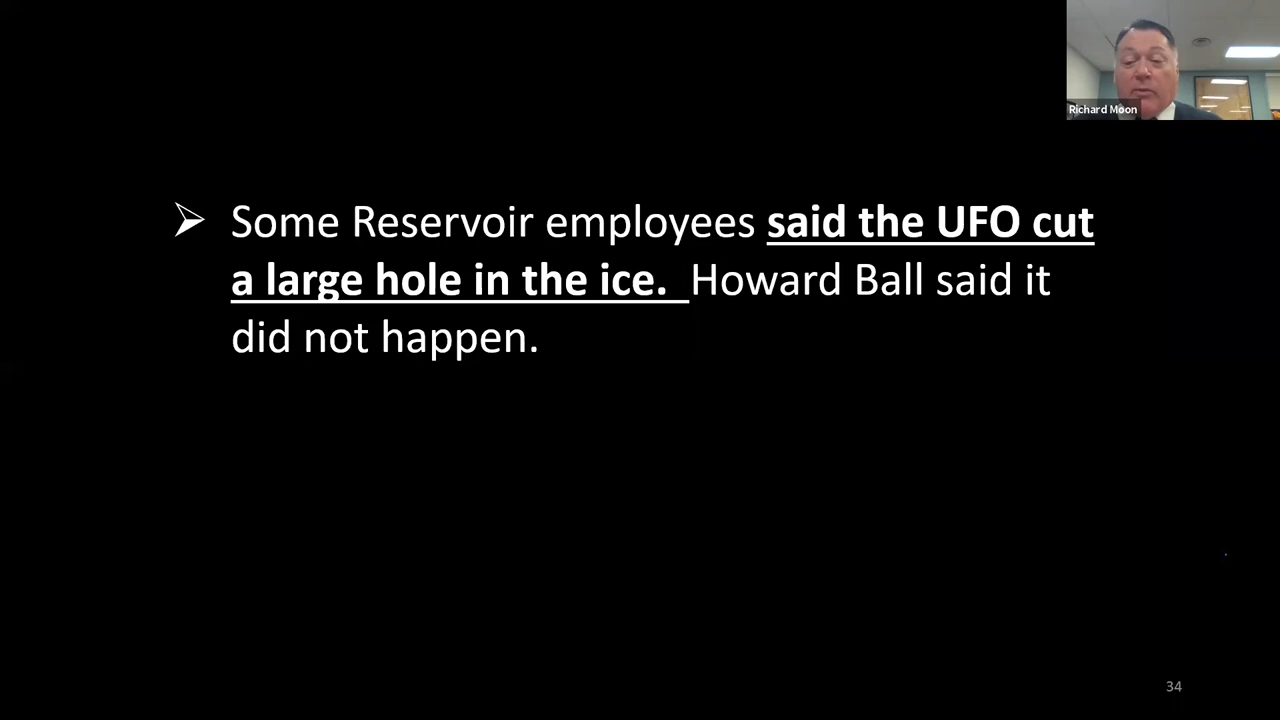 Richard Moon
➢ Some Reservoir employees said the UFO cut
a large hole in the ice. Howard Ball said it
did not happen.
34